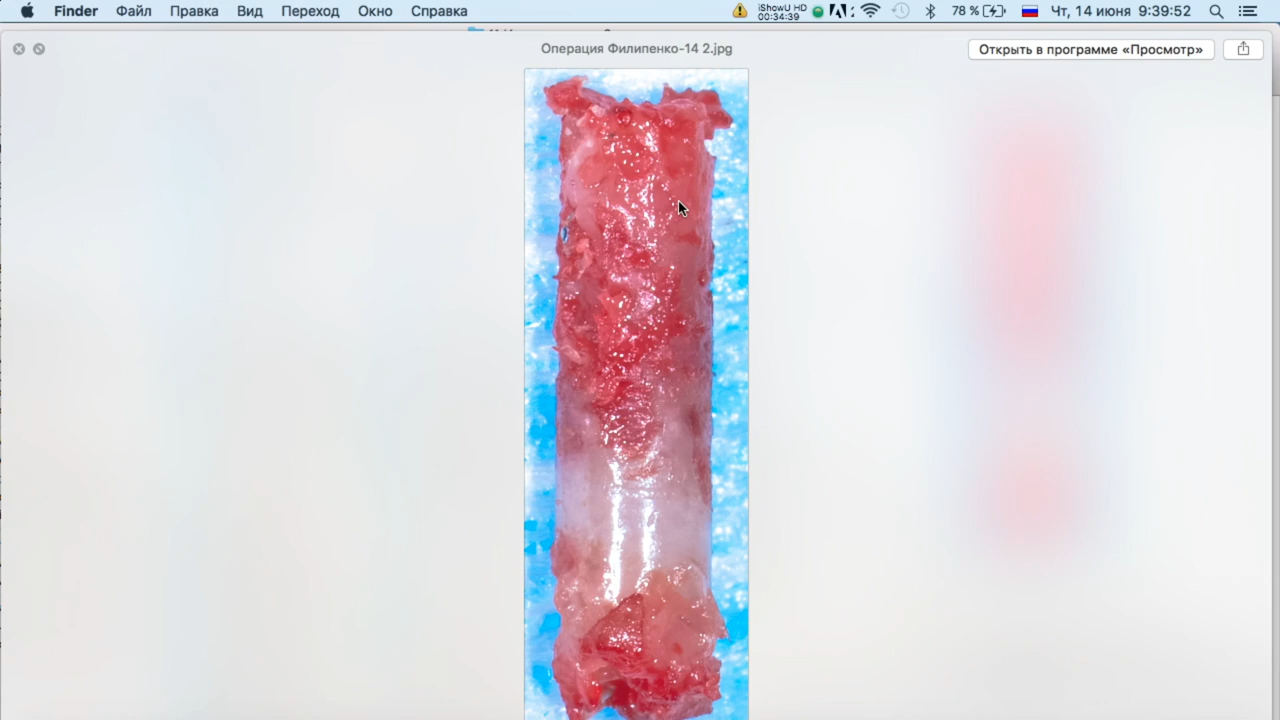 Finder Файл Правка Вид Переход Окно Справка iShowU HD 00:34:39 78 % Чт, 14 июня 9:39:52
Операция Филипенко-14 2.jpg Открыть в программе «Просмотр»